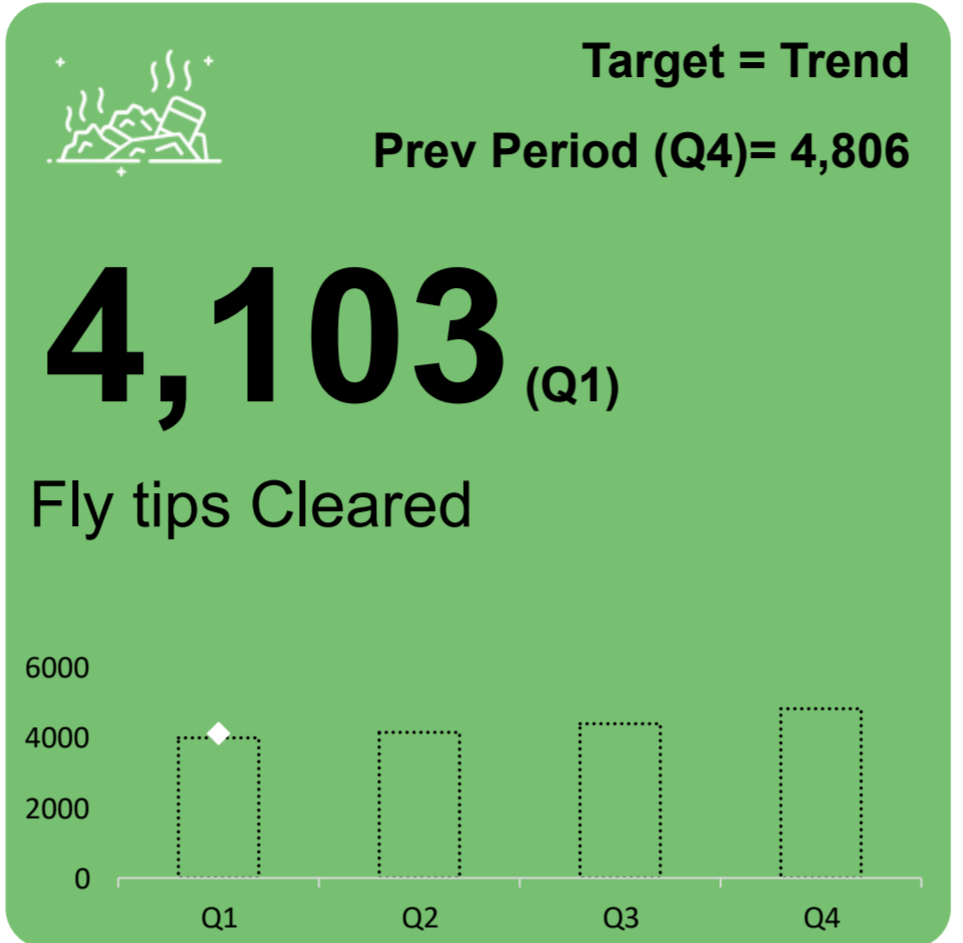 Target = Trend
Prev Period (Q4)= 4,806
4,103 (Q1)
Fly tips Cleared
6000
4000
2000
0
Q1 Q2 Q3 Q4